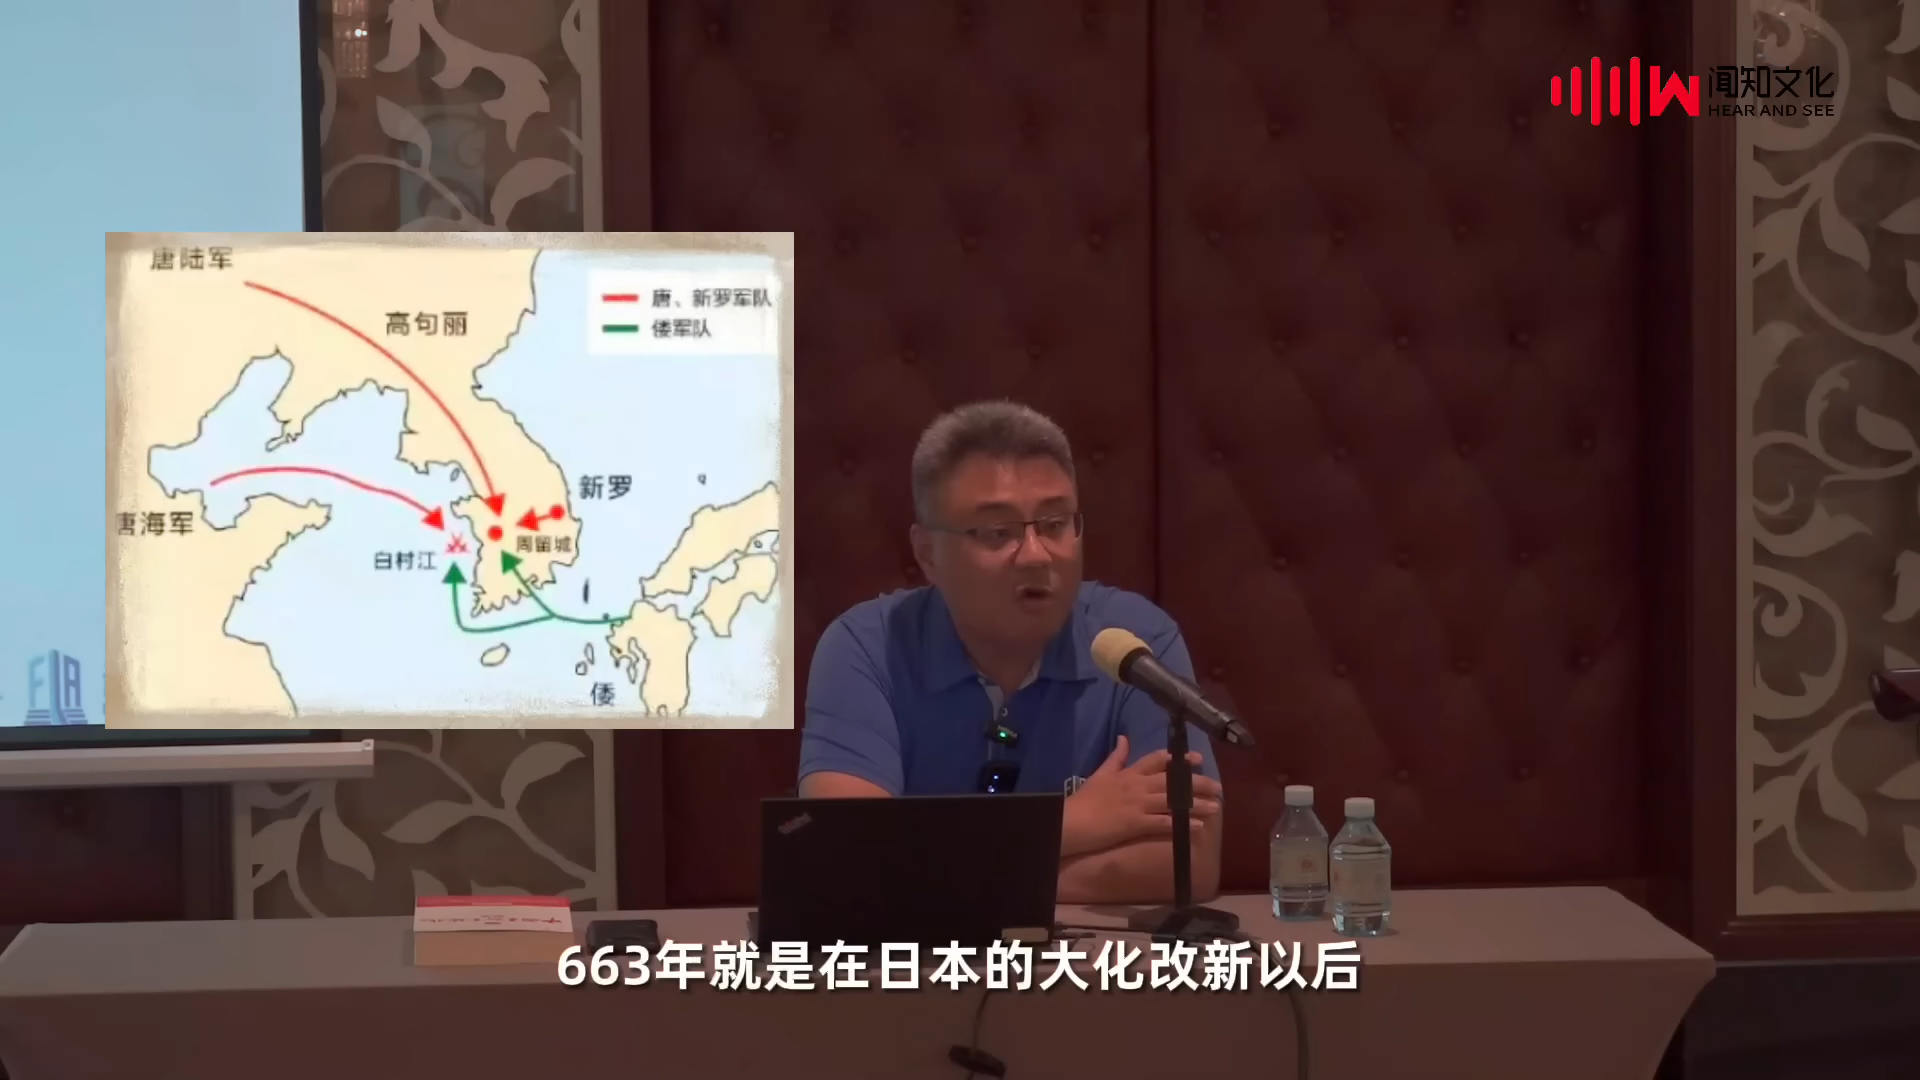 闻知文化
HEAR AND SEE
唐陆军
唐、新罗军队
高句丽
倭军队
新罗
唐海军
周留城
白村江
倭
663年就是在日本的大化改新以后